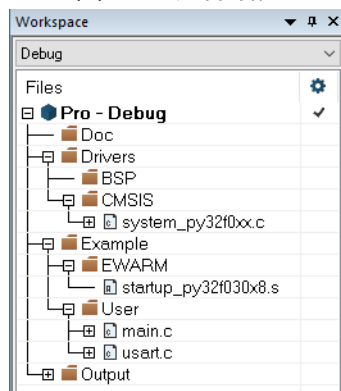 Workspace
Debug
Files
Pro - Debug
Doc
Drivers
BSP
CMSIS
system_py32f0xx.c
Example
EWARM
startup_py32f030x8.s
User
main.c
usart.c
Output